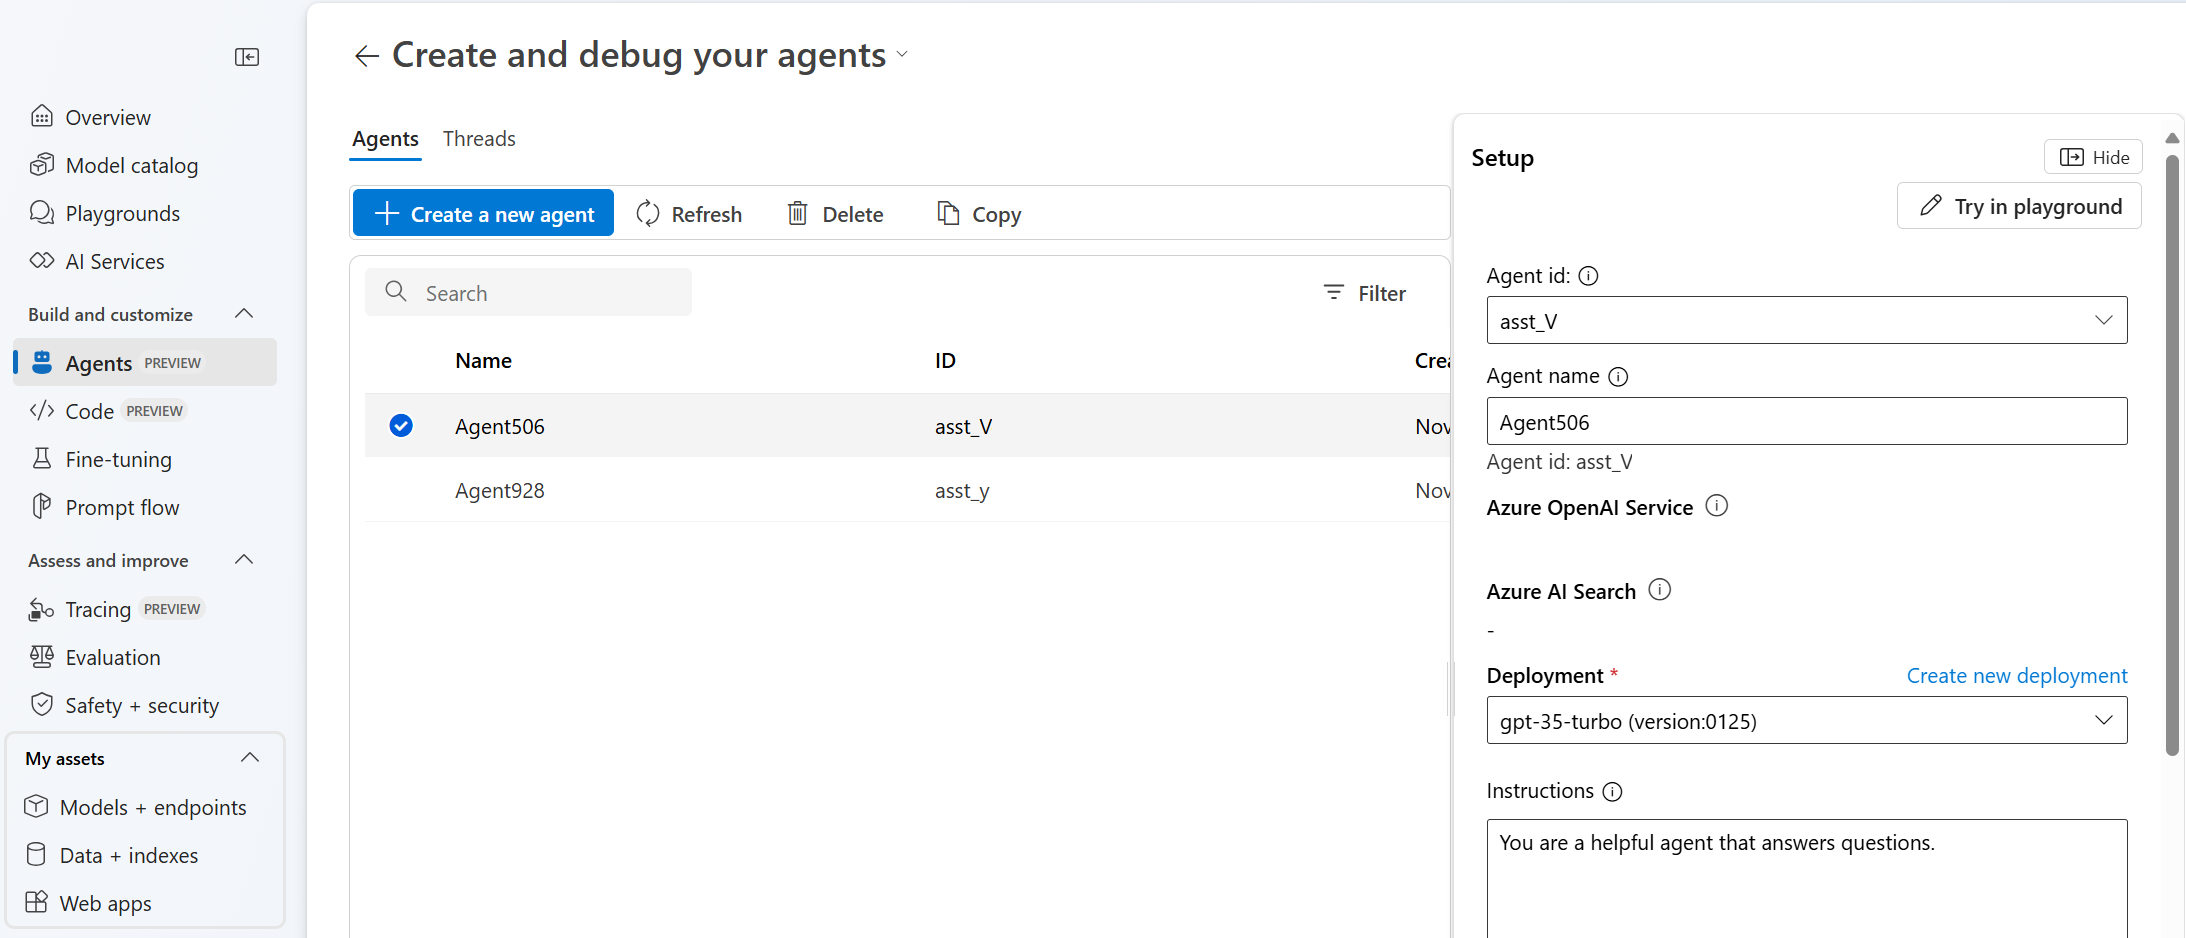 Overview
Model catalog
Playgrounds
AI Services
Build and customize
Agents PREVIEW
Code PREVIEW
Fine-tuning
Prompt flow
Assess and improve
Tracing PREVIEW
Evaluation
Safety + security
My assets
Models + endpoints
Data + indexes
Web apps
Create and debug your agents
Agents Threads
Create a new agent Refresh Delete Copy
Search Filter
Name ID Crea
Agent506 asst_V Nov
Agent928 asst_y Nov
Setup Hide
Try in playground
Agent id:
asst_V
Agent name
Agent506
Agent id: asst_V
Azure OpenAI Service
Azure AI Search
-
Deployment * Create new deployment
gpt-35-turbo (version:0125)
Instructions
You are a helpful agent that answers questions.